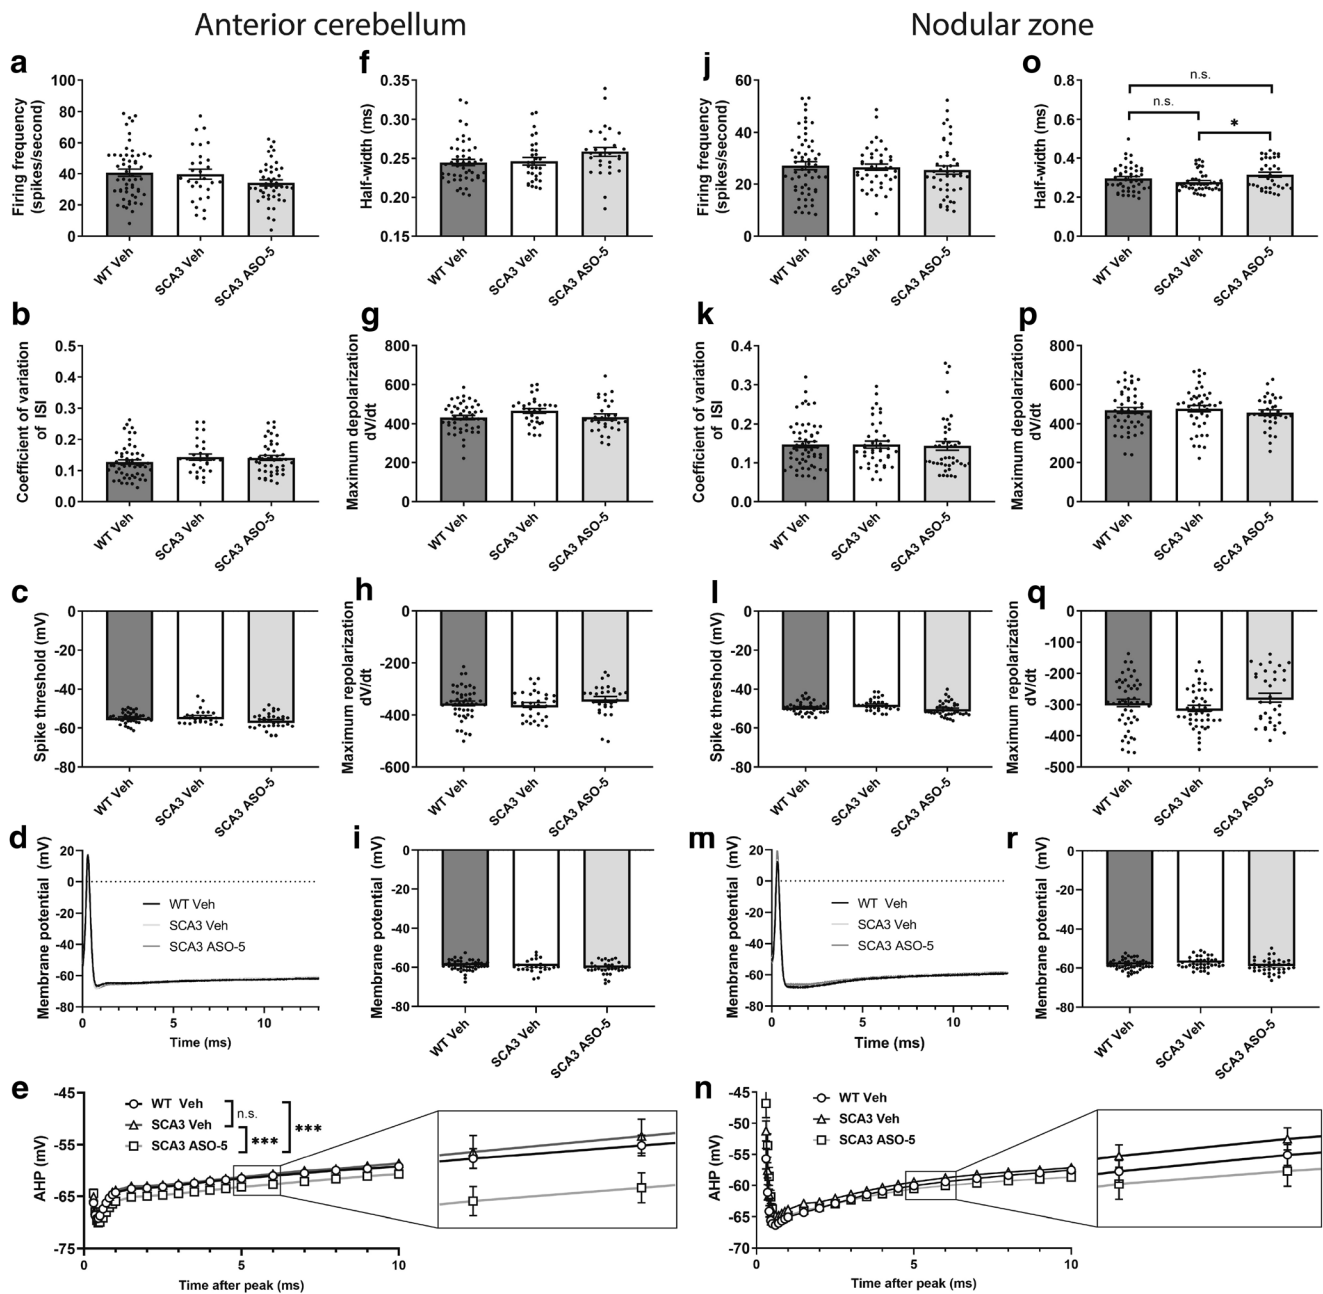 Anterior cerebellum
Nodular zone
a
Firing frequency
(spikes/second)
100
80
60
40
20
0
WT Veh
SCA3 Veh
SCA3 ASO-5
f
Half-width (ms)
0.35
0.30
0.25
0.20
0.15
WT Veh
SCA3 Veh
SCA3 ASO-5
j
Firing frequency
(spikes/second)
60
40
20
0
WT Veh
SCA3 Veh
SCA3 ASO-5
o
Half-width (ms)
0.8
0.6
0.4
0.2
0.0
n.s.
n.s.
*
WT Veh
SCA3 Veh
SCA3 ASO-5
b
Coefficient of variation
of ISI
0.5
0.4
0.3
0.2
0.1
0.0
WT Veh
SCA3 Veh
SCA3 ASO-5
g
Maximum depolarization
dV/dt
800
600
400
200
0
WT Veh
SCA3 Veh
SCA3 ASO-5
k
Coefficient of variation
of ISI
0.4
0.3
0.2
0.1
0.0
WT Veh
SCA3 Veh
SCA3 ASO-5
p
Maximum depolarization
dV/dt
800
600
400
200
0
WT Veh
SCA3 Veh
SCA3 ASO-5
c
Spike threshold (mV)
0
-20
-40
-60
-80
WT Veh
SCA3 Veh
SCA3 ASO-5
h
Maximum repolarization
dV/dt
0
-200
-400
-600
WT Veh
SCA3 Veh
SCA3 ASO-5
l
Spike threshold (mV)
0
-20
-40
-60
-80
WT Veh
SCA3 Veh
SCA3 ASO-5
q
Maximum repolarization
dV/dt
0
-100
-200
-300
-400
-500
WT Veh
SCA3 Veh
SCA3 ASO-5
d
Membrane potential (mV)
20
0
-20
-40
-60
-80
WT Veh
SCA3 Veh
SCA3 ASO-5
0
5
10
Time (ms)
i
Membrane potential (mV)
0
-20
-40
-60
-80
WT Veh
SCA3 Veh
SCA3 ASO-5
m
Membrane potential (mV)
20
0
-20
-40
-60
-80
WT Veh
SCA3 Veh
SCA3 ASO-5
0
5
10
Time (ms)
r
Membrane potential (mV)
0
-20
-40
-60
-80
WT Veh
SCA3 Veh
SCA3 ASO-5
e
AHP (mV)
-45
-55
-65
-75
WT Veh
SCA3 Veh
SCA3 ASO-5
n.s.
***
***
0
5
10
Time after peak (ms)
n
AHP (mV)
-45
-50
-55
-60
-65
-70
WT Veh
SCA3 Veh
SCA3 ASO-5
0
5
10
Time after peak (ms)